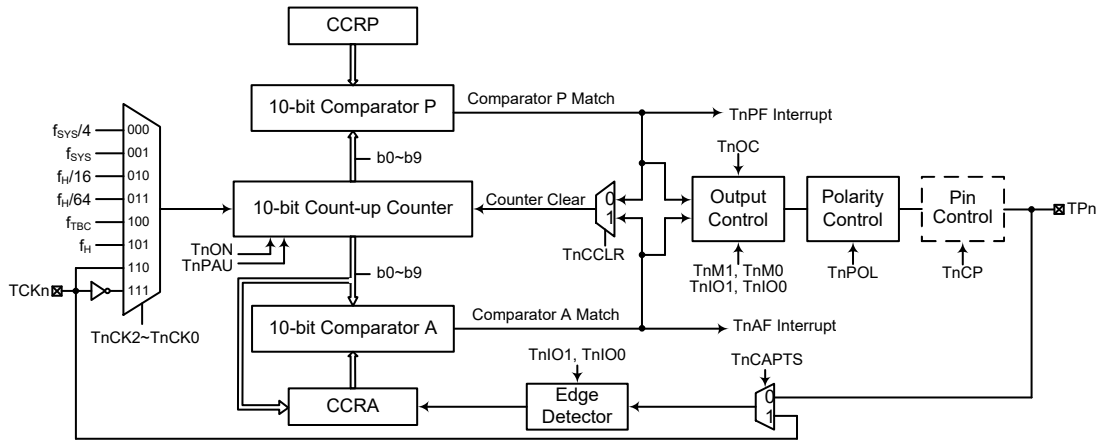 CCRP
10-bit Comparator P
Comparator P Match
TnPF Interrupt
b0~b9
TnOC
fSYS/4
000
fSYS
001
fH/16
010
fH/64
011
fTBC
100
fH
101
110
111
TCKn
TnCK2~TnCK0
10-bit Count-up Counter
TnON
TnPAU
Counter Clear
0
1
TnCCLR
Output
Control
TnM1, TnM0
TnIO1, TnIO0
Polarity
Control
TnPOL
Pin
Control
TnCP
TPn
b0~b9
10-bit Comparator A
Comparator A Match
TnAF Interrupt
TnIO1, TnIO0
TnCAPTS
CCRA
Edge
Detector
0
1